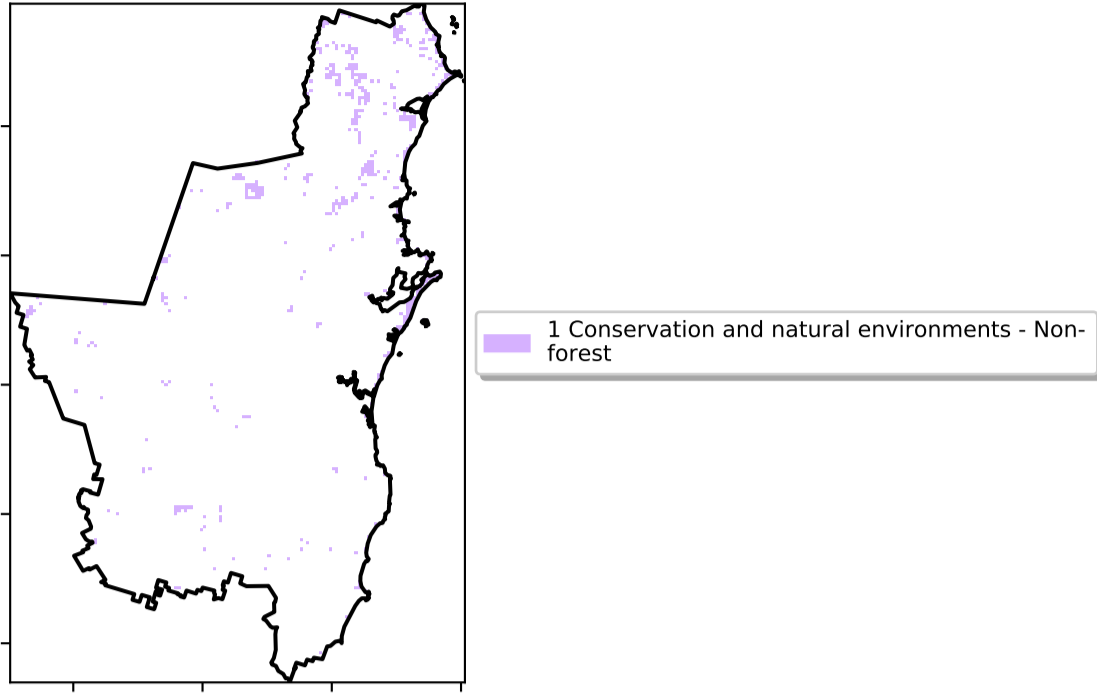 1 Conservation and natural environments - Non-
forest